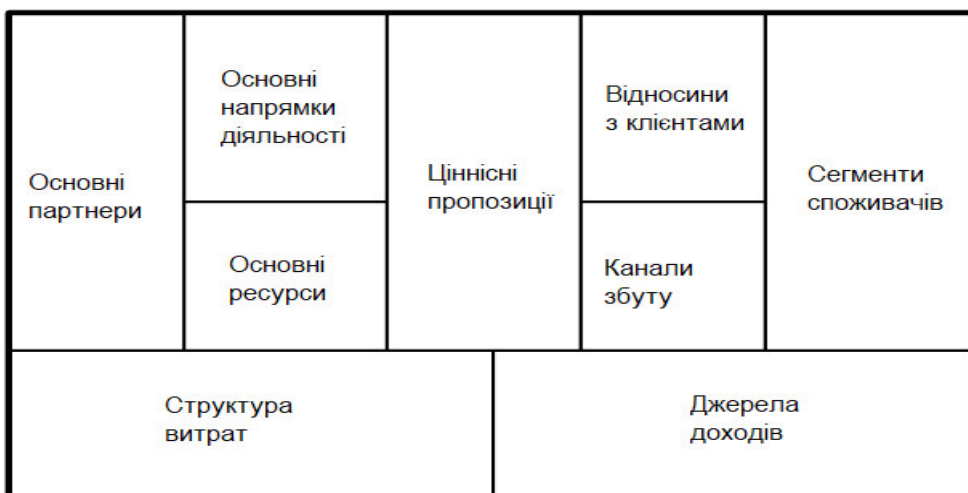 Основні
партнери
Основні
напрямки
діяльності
Основні
ресурси
Ціннісні
пропозиції
Відносини
з клієнтами
Канали
збуту
Сегменти
споживачів
Структура
витрат
Джерела
доходів